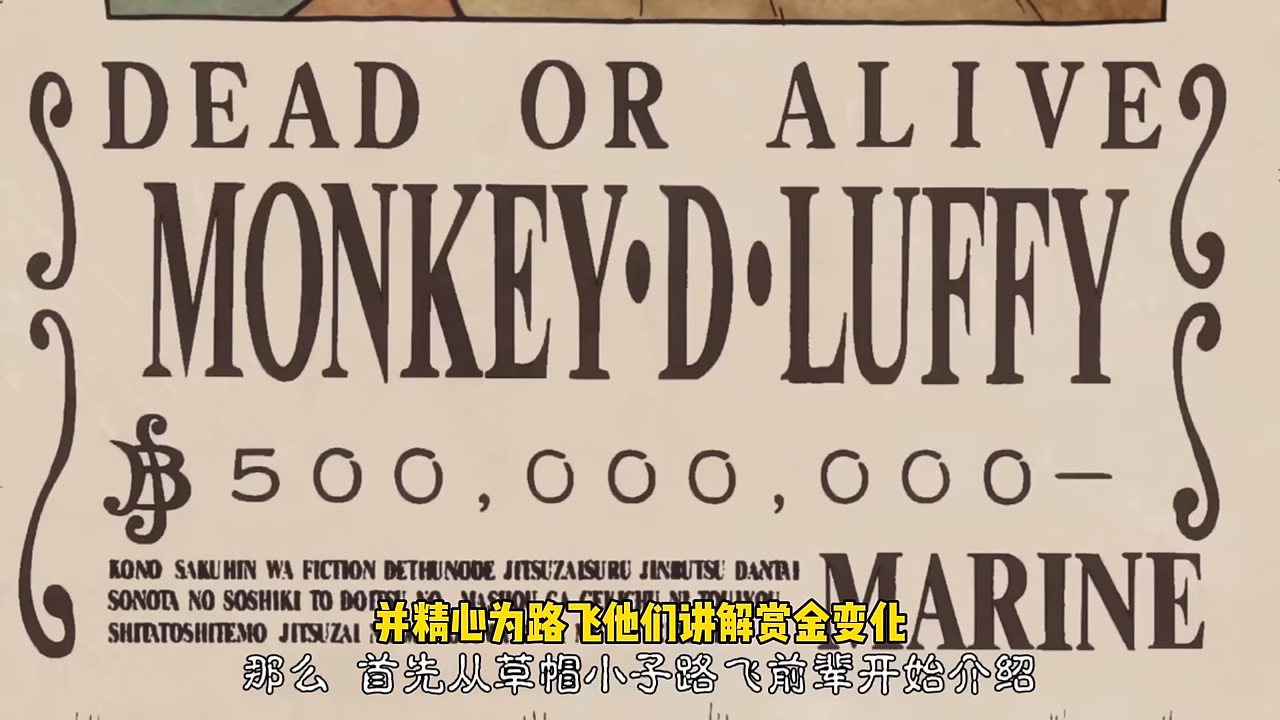 DEAD OR ALIVE
MONKEY•D•LUFFY
฿500,000,000—
KONO SAKUHIN WA FICTION DETHUNODE JITSUZAISURU JINBUTSU DANTAI
MARINE
SONOTA NO SOSHIKI TO DOITSU NO
SHITATOSHITEMO JITSUZAI
并精心为路飞他们讲解赏金变化
那么 首先从草帽小子路飞前辈开始介绍